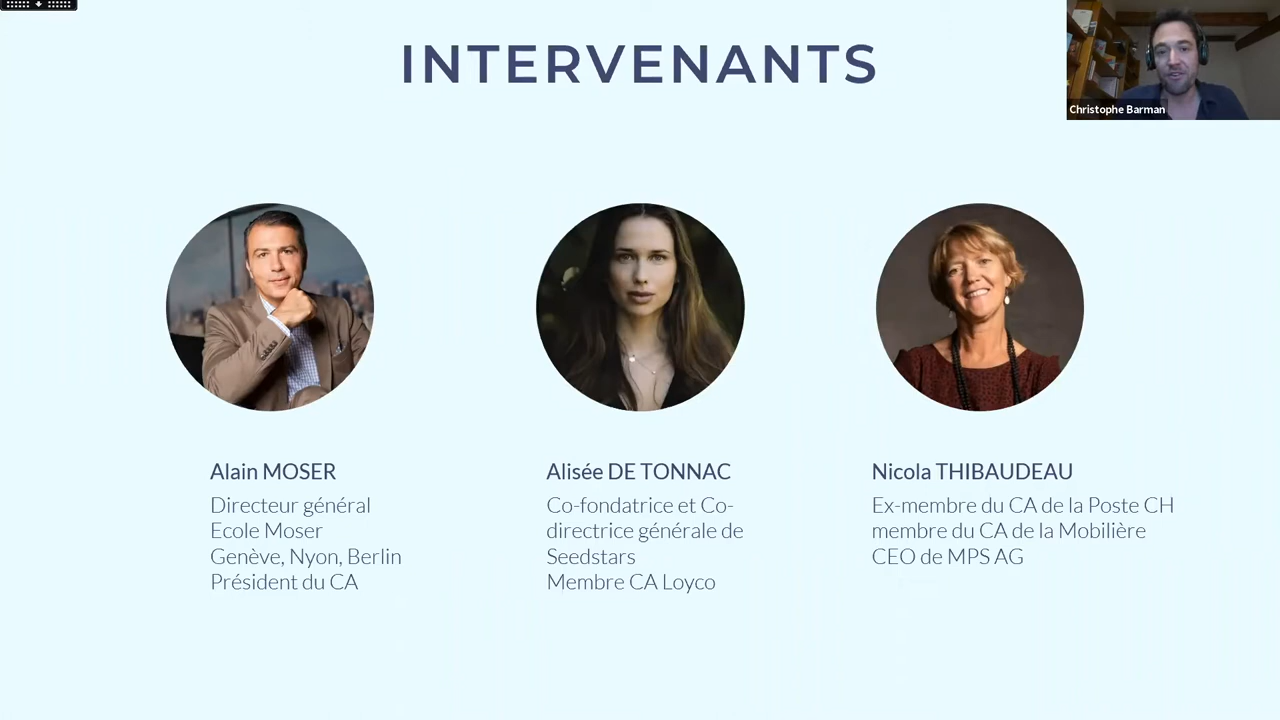 INTERVENANTS
Christophe Barman
Alain MOSER
Directeur général
Ecole Moser
Genève, Nyon, Berlin
Président du CA
Alisée DE TONNAC
Co-fondatrice et Co-
directrice générale de
Seedstars
Membre CA Loyco
Nicola THIBAUDEAU
Ex-membre du CA de la Poste CH
membre du CA de la Mobilière
CEO de MPS AG